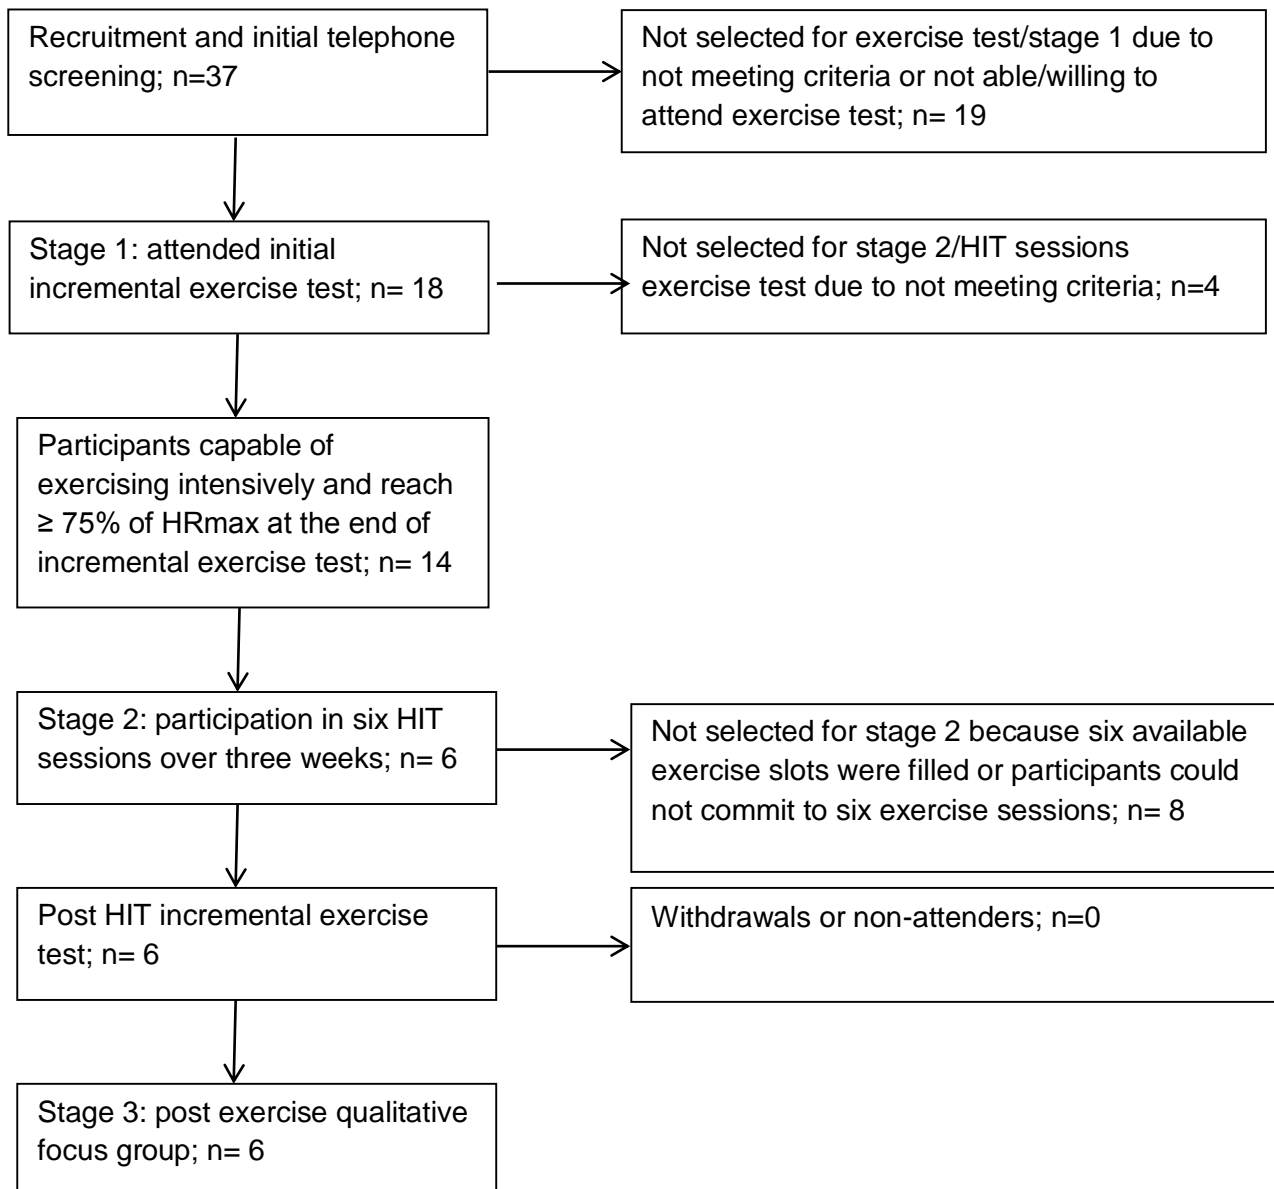 Recruitment and initial telephone
screening; n=37
Not selected for exercise test/stage 1 due to
not meeting criteria or not able/willing to
attend exercise test; n= 19
Stage 1: attended initial
incremental exercise test; n= 18
Not selected for stage 2/HIT sessions
exercise test due to not meeting criteria; n=4
Participants capable of
exercising intensively and reach
≥ 75% of HRmax at the end of
incremental exercise test; n= 14
Stage 2: participation in six HIT
sessions over three weeks; n= 6
Not selected for stage 2 because six available
exercise slots were filled or participants could
not commit to six exercise sessions; n= 8
Post HIT incremental exercise
test; n= 6
Withdrawals or non-attenders; n=0
Stage 3: post exercise qualitative
focus group; n= 6